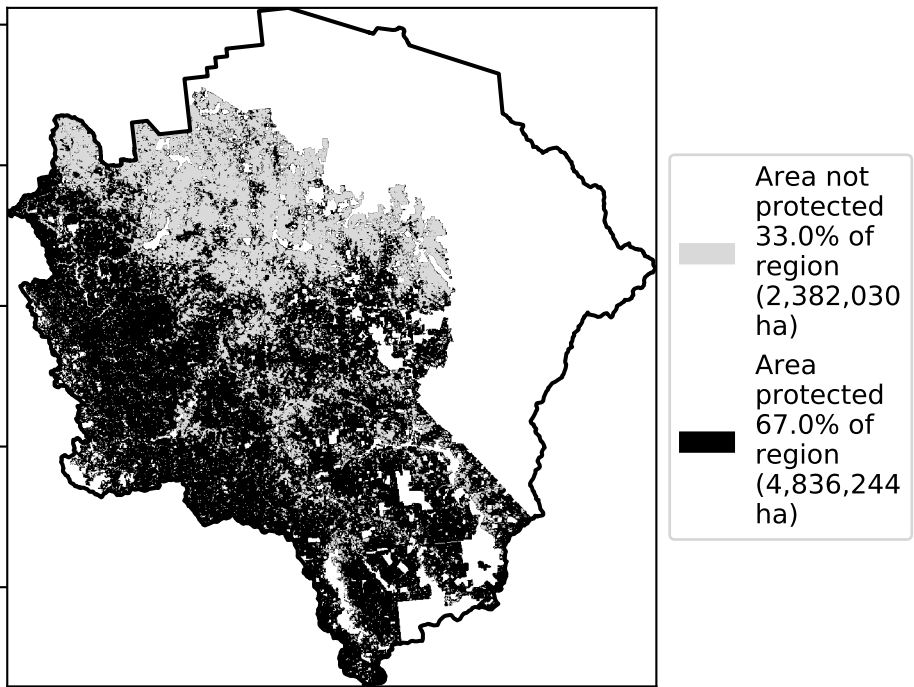 Area not
protected
33.0% of
region
(2,382,030
ha)
Area
protected
67.0% of
region
(4,836,244
ha)